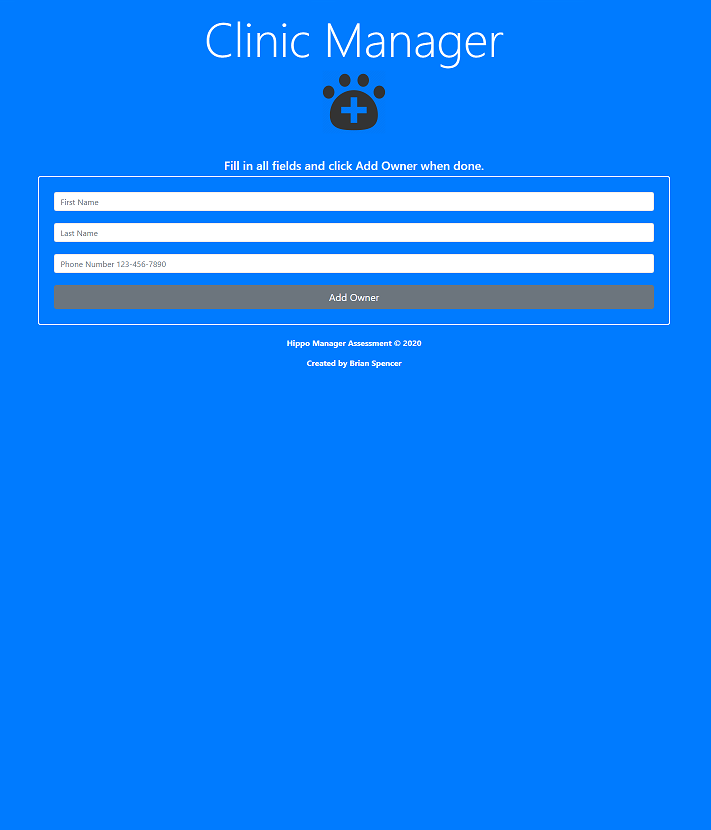 Clinic Manager
Fill in all fields and click Add Owner when done.
First Name
Last Name
Phone Number 123-456-7890
Add Owner
Hippo Manager Assessment © 2020
Created by Brian Spencer